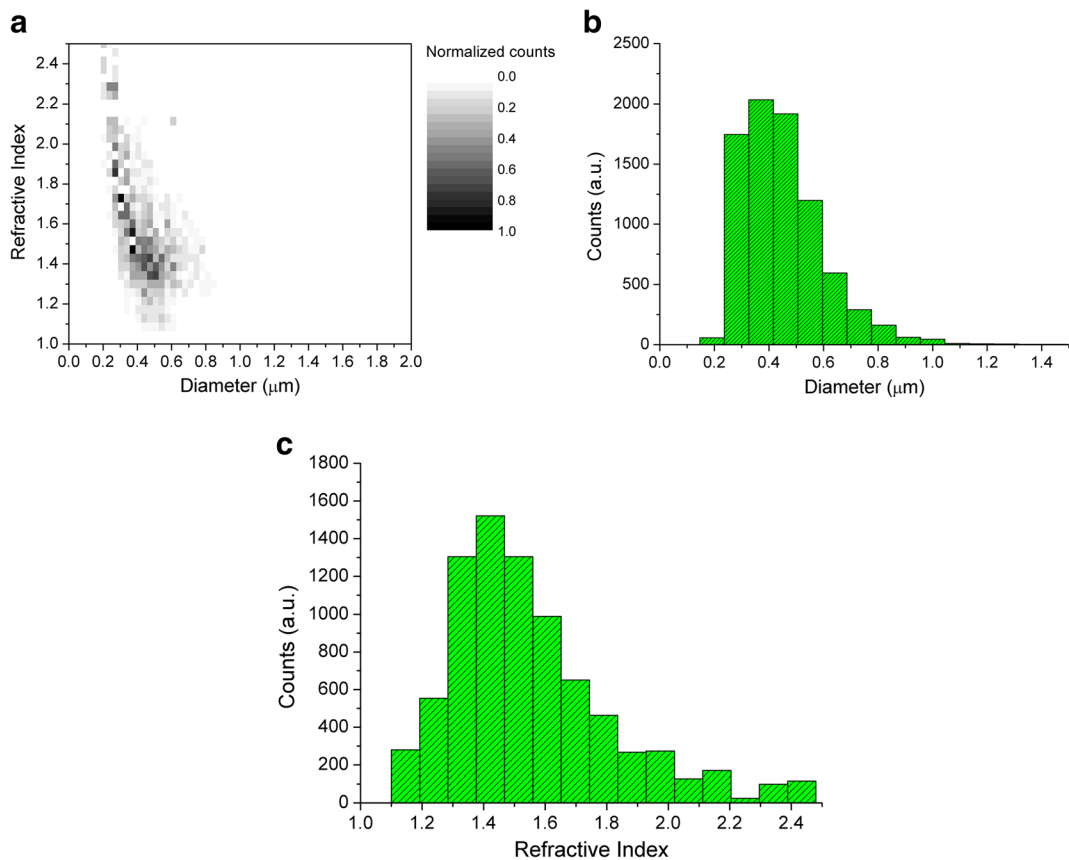 a
Refractive Index
2.4
2.2
2.0
1.8
1.6
1.4
1.2
1.0
0.0 0.2 0.4 0.6 0.8 1.0 1.2 1.4 1.6 1.8 2.0
Diameter (μm)
Normalized counts
0.0
0.2
0.4
0.6
0.8
1.0
b
Counts (a.u.)
2500
2000
1500
1000
500
0
0.0 0.2 0.4 0.6 0.8 1.0 1.2 1.4
Diameter (μm)
c
Counts (a.u.)
1800
1600
1400
1200
1000
800
600
400
200
0
1.0 1.2 1.4 1.6 1.8 2.0 2.2 2.4
Refractive Index